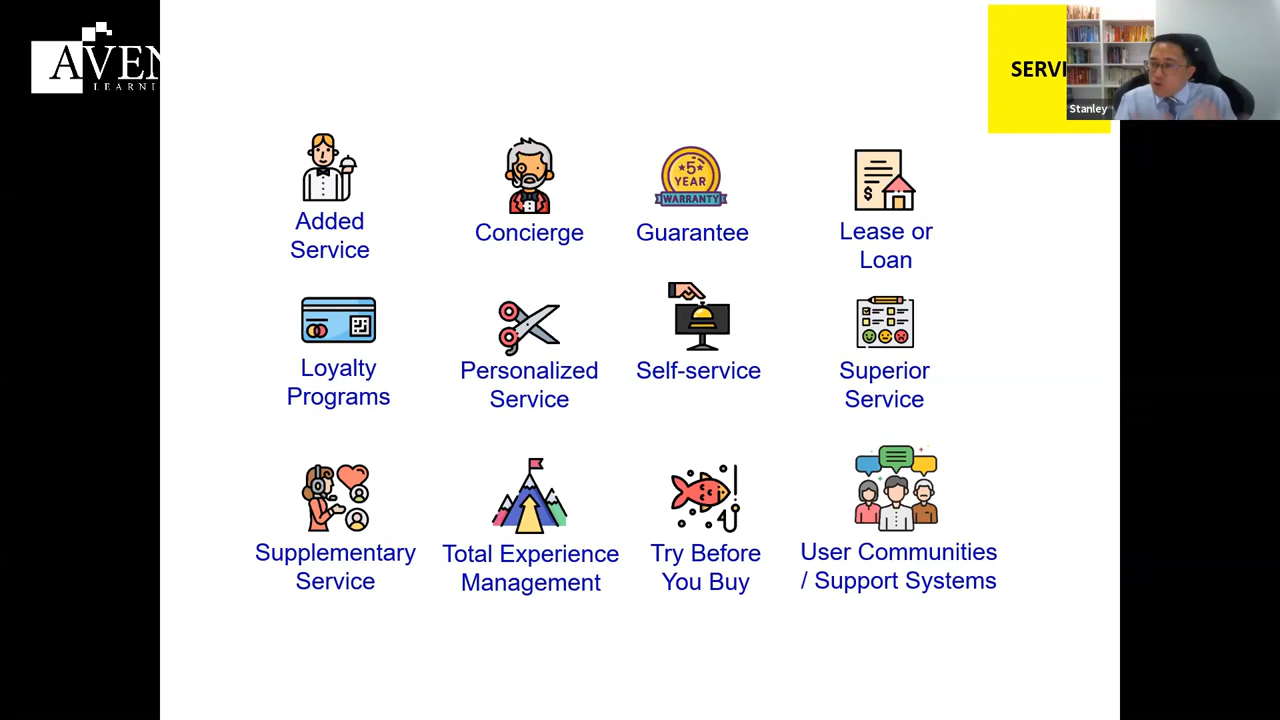 AVEN
LEARNI
SERVI
Stanley
5
YEAR
WARRANTY
$
Added
Service
Concierge
Guarantee
Lease or
Loan
Loyalty
Programs
Personalized
Service
Self-service
Superior
Service
Supplementary
Service
Total Experience
Management
Try Before
You Buy
User Communities
/ Support Systems